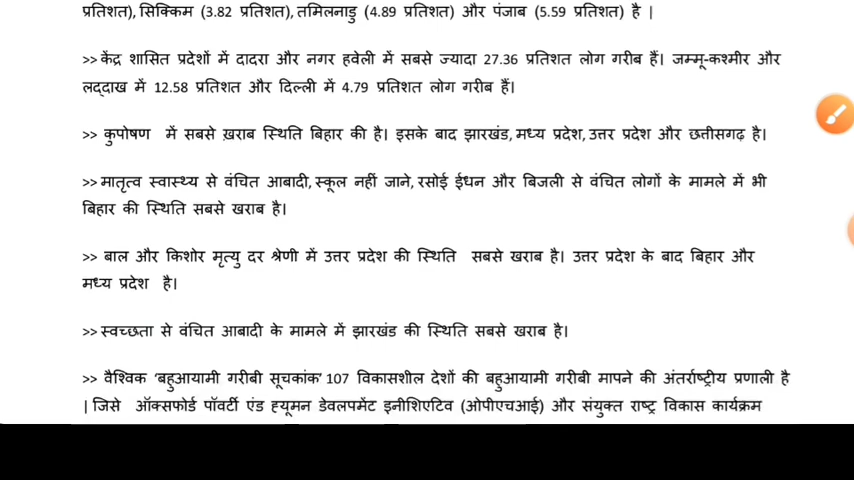 प्रतिशत), सिक्किम (3.82 प्रतिशत), तमिलनाडु (4.89 प्रतिशत) और पंजाब (5.59 प्रतिशत) है |
>> केंद्र शासित प्रदेशों में दादरा और नगर हवेली में सबसे ज्यादा 27.36 प्रतिशत लोग गरीब हैं। जम्मू-कश्मीर और
लद्दाख में 12.58 प्रतिशत और दिल्ली में 4.79 प्रतिशत लोग गरीब हैं।
>> कुपोषण में सबसे ख़राब स्थिति बिहार की है। इसके बाद झारखंड, मध्य प्रदेश, उत्तर प्रदेश और छत्तीसगढ़ है।
>> मातृत्व स्वास्थ्य से वंचित आबादी, स्कूल नहीं जाने, रसोई ईधन और बिजली से वंचित लोगों के मामले में भी
बिहार की स्थिति सबसे खराब है।
>> बाल और किशोर मृत्यु दर श्रेणी में उत्तर प्रदेश की स्थिति सबसे खराब है। उत्तर प्रदेश के बाद बिहार और
मध्य प्रदेश है।
>> स्वच्छता से वंचित आबादी के मामले में झारखंड की स्थिति सबसे खराब है।
>> वैश्विक ‘बहुआयामी गरीबी सूचकांक’ 107 विकासशील देशों की बहुआयामी गरीबी मापने की अंतर्राष्ट्रीय प्रणाली है
| जिसे ऑक्सफोर्ड पॉवर्टी एंड ह्यूमन डेवलपमेंट इनीशिएटिव (ओपीएचआई) और संयुक्त राष्ट्र विकास कार्यक्रम